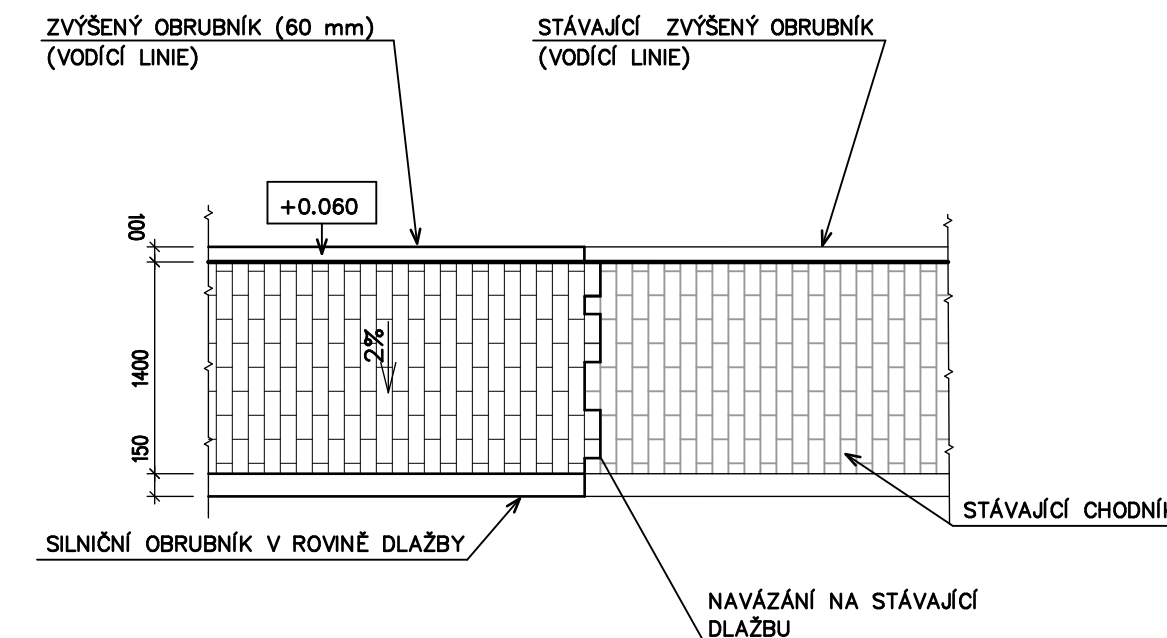 ZVÝŠENÝ OBRUBNÍK (60 mm)
(VODÍCÍ LINIE)
STÁVAJÍCÍ ZVÝŠENÝ OBRUBNÍK
(VODÍCÍ LINIE)
+0.060
100
1400
150
2%
SILNIČNÍ OBRUBNÍK V ROVINĚ DLAŽBY
STÁVAJÍCÍ CHODNÍK
NAVÁZÁNÍ NA STÁVAJÍCÍ
DLAŽBU